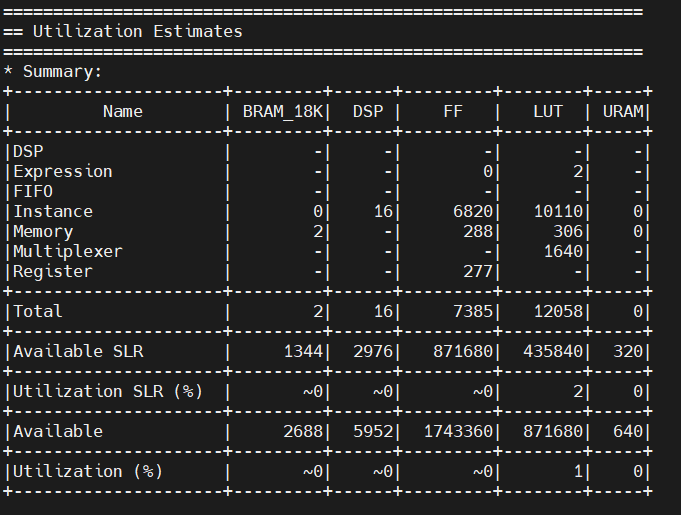 ================================================================
== Utilization Estimates
================================================================
* Summary:
+---------------------+---------+------+---------+--------+-----+
|         Name        | BRAM_18K|  DSP |    FF   |   LUT  | URAM|
+---------------------+---------+------+---------+--------+-----+
|DSP                  |        -|     -|        -|       -|    -|
|Expression           |        -|     -|        0|       2|    -|
|FIFO                 |        -|     -|        -|       -|    -|
|Instance             |        0|    16|     6820|   10110|    0|
|Memory               |        2|     -|      288|     306|    0|
|Multiplexer          |        -|     -|        -|    1640|    -|
|Register             |        -|     -|      277|       -|    -|
+---------------------+---------+------+---------+--------+-----+
|Total                |        2|    16|     7385|   12058|    0|
+---------------------+---------+------+---------+--------+-----+
|Available SLR        |     1344|  2976|   871680|  435840|  320|
+---------------------+---------+------+---------+--------+-----+
|Utilization SLR (%)  |       ~0|    ~0|       ~0|       2|    0|
+---------------------+---------+------+---------+--------+-----+
|Available            |     2688|  5952|  1743360|  871680|  640|
+---------------------+---------+------+---------+--------+-----+
|Utilization (%)      |       ~0|    ~0|       ~0|       1|    0|
+---------------------+---------+------+---------+--------+-----+